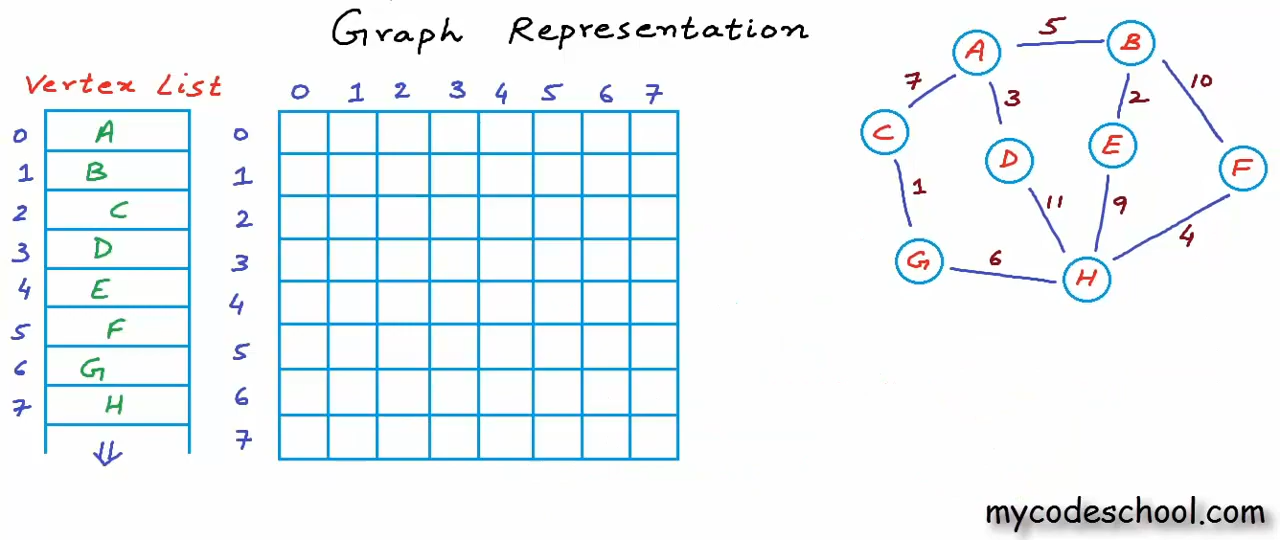 Graph Representation
Vertex List
0 A
1 B
2 C
3 D
4 E
5 F
6 G
7 H
0 1 2 3 4 5 6 7
0
1
2
3
4
5
6
7
A 5 B
7 3 2 10
C D E F
1 11 9 4
G 6 H
mycodeschool.com